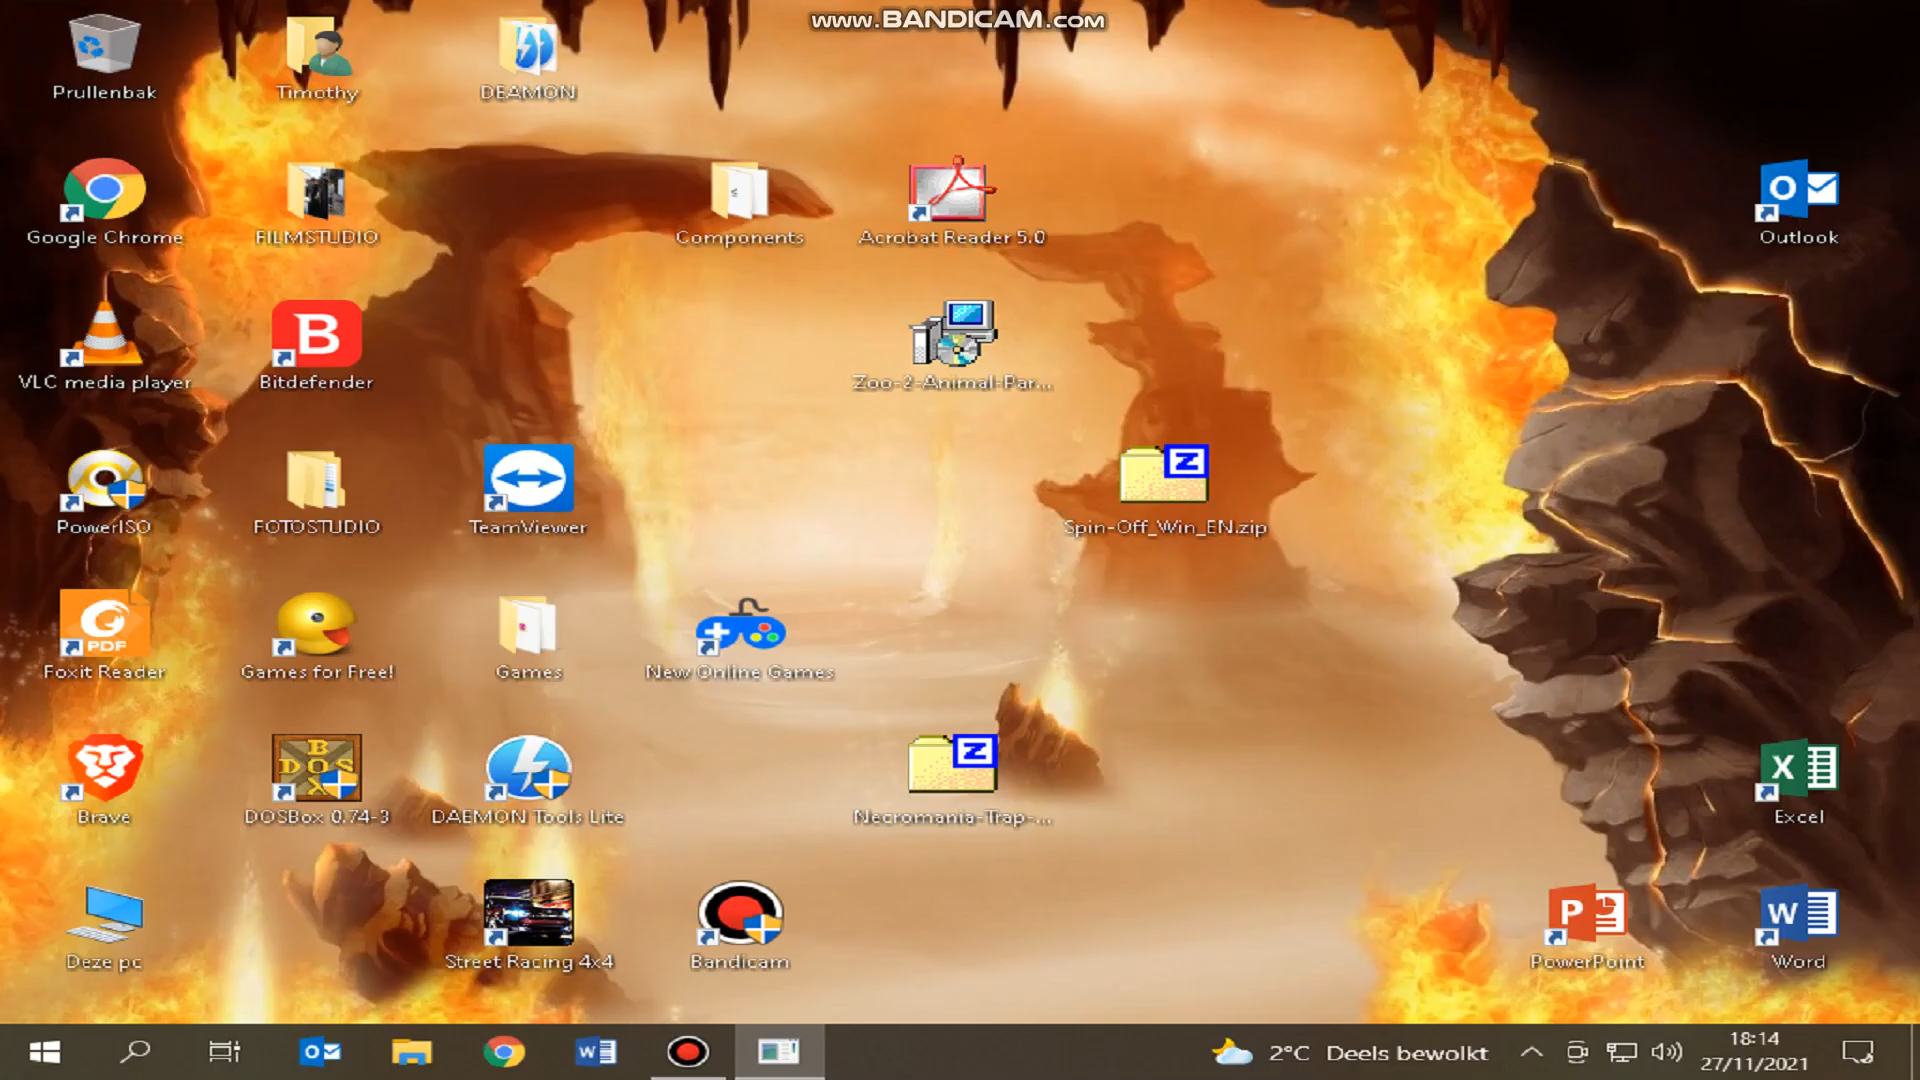 www.BANDICAM.com
Prullenbak
Timothy
DEAMON
Google Chrome
FILMSTUDIO
Components
Acrobat Reader 5.0
Outlook
VLC media player
Bitdefender
Zoo-2-Animal-Par...
PowerISO
FOTOSTUDIO
TeamViewer
Spin-Off_Win_EN.zip
Foxit Reader
Games for Free!
Games
New Online Games
Brave
DOSBox 0.74-3
DAEMON Tools Lite
Necromania-Trap-...
Excel
Deze pc
Street Racing 4x4
Bandicam
PowerPoint
Word
2°C Deels bewolkt
18:14
27/11/2021